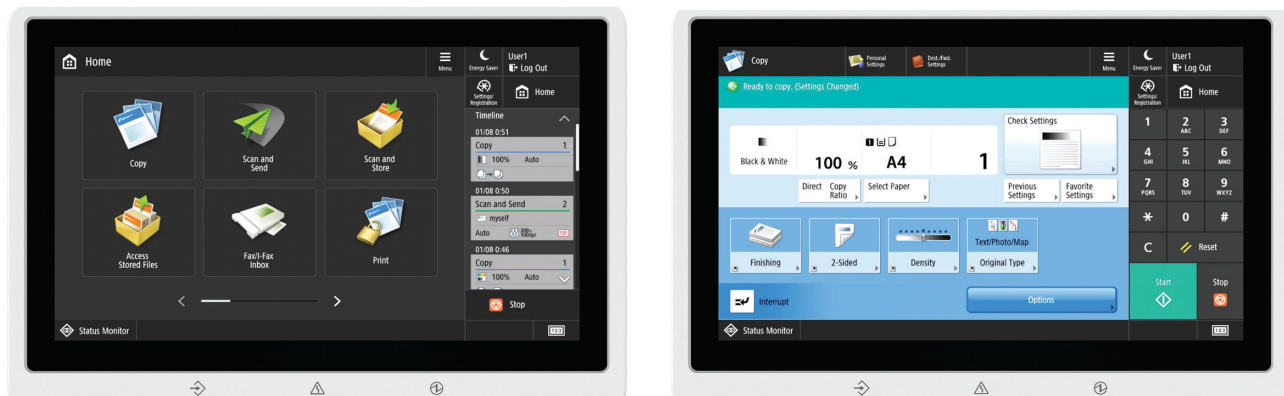 Home
Menu
Energy Saver
User1
Log Out
Settings/
Registration
Home
Copy
Scan and
Send
Scan and
Store
Access
Stored Files
Fax/I-Fax
Inbox
Print
Timeline
01/08 0:51
Copy 1
100% Auto
01/08 0:50
Scan and Send 2
myself
Auto
PDF
01/08 0:46
Copy 1
100% Auto
Stop
Status Monitor
123
Copy
Personal
Settings
Dest./Fwd.
Settings
Menu
Energy Saver
User1
Log Out
Ready to copy. (Settings Changed)
Settings/
Registration
Home
Black & White
100 %
A4
1
Check Settings
Direct
Copy
Ratio
Select Paper
Previous
Settings
Favorite
Settings
Finishing
2-Sided
Density
Text/Photo/Map
Original Type
Interrupt
Options
1
2 ABC
3 DEF
4 GHI
5 JKL
6 MNO
7 PQRS
8 TUV
9 WXYZ
* 0 #
C
Reset
Start
Stop
Status Monitor
123